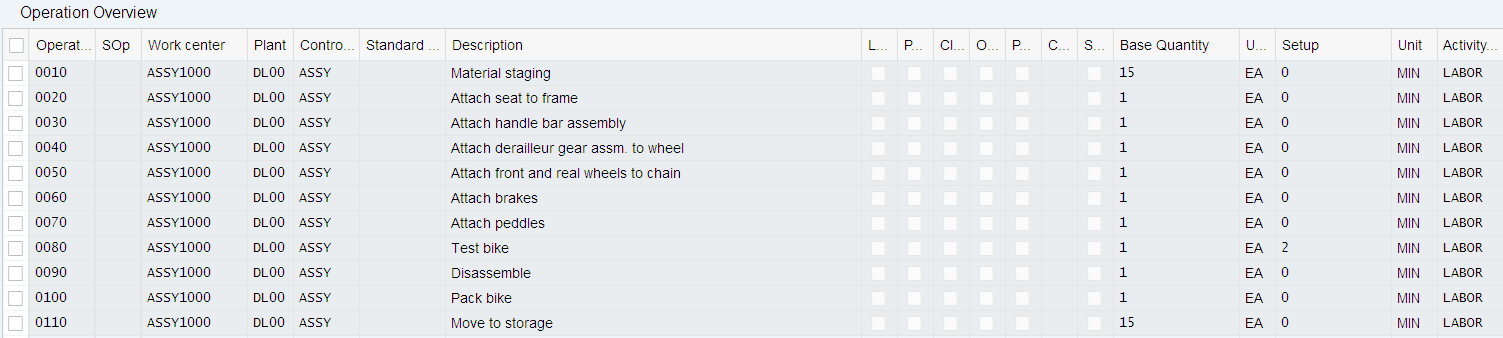 Operation Overview
Operat... SOp Work center Plant Contro... Standard ... Description L... P... Cl... O... P... C... S... Base Quantity U... Setup Unit Activity...
0010 ASSY1000 DL00 ASSY Material staging 15 EA 0 MIN LABOR
0020 ASSY1000 DL00 ASSY Attach seat to frame 1 EA 0 MIN LABOR
0030 ASSY1000 DL00 ASSY Attach handle bar assembly 1 EA 0 MIN LABOR
0040 ASSY1000 DL00 ASSY Attach derailleur gear assm. to wheel 1 EA 0 MIN LABOR
0050 ASSY1000 DL00 ASSY Attach front and real wheels to chain 1 EA 0 MIN LABOR
0060 ASSY1000 DL00 ASSY Attach brakes 1 EA 0 MIN LABOR
0070 ASSY1000 DL00 ASSY Attach peddles 1 EA 0 MIN LABOR
0080 ASSY1000 DL00 ASSY Test bike 1 EA 2 MIN LABOR
0090 ASSY1000 DL00 ASSY Disassemble 1 EA 0 MIN LABOR
0100 ASSY1000 DL00 ASSY Pack bike 1 EA 0 MIN LABOR
0110 ASSY1000 DL00 ASSY Move to storage 15 EA 0 MIN LABOR